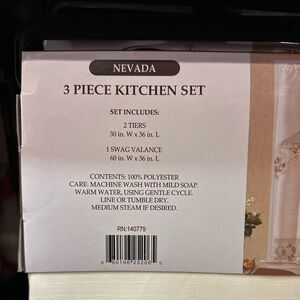 NEVADA
3 PIECE KITCHEN SET
SET INCLUDES:
2 TIERS
30 in. W x 36 in. L
1 SWAG VALANCE
60 in. W x 36 in. L
CONTENTS: 100% POLYESTER
CARE: MACHINE WASH WITH MILD SOAP.
WARM WATER, USING GENTLE CYCLE.
LINE OR TUMBLE DRY.
MEDIUM STEAM IF DESIRED.
RN:140779